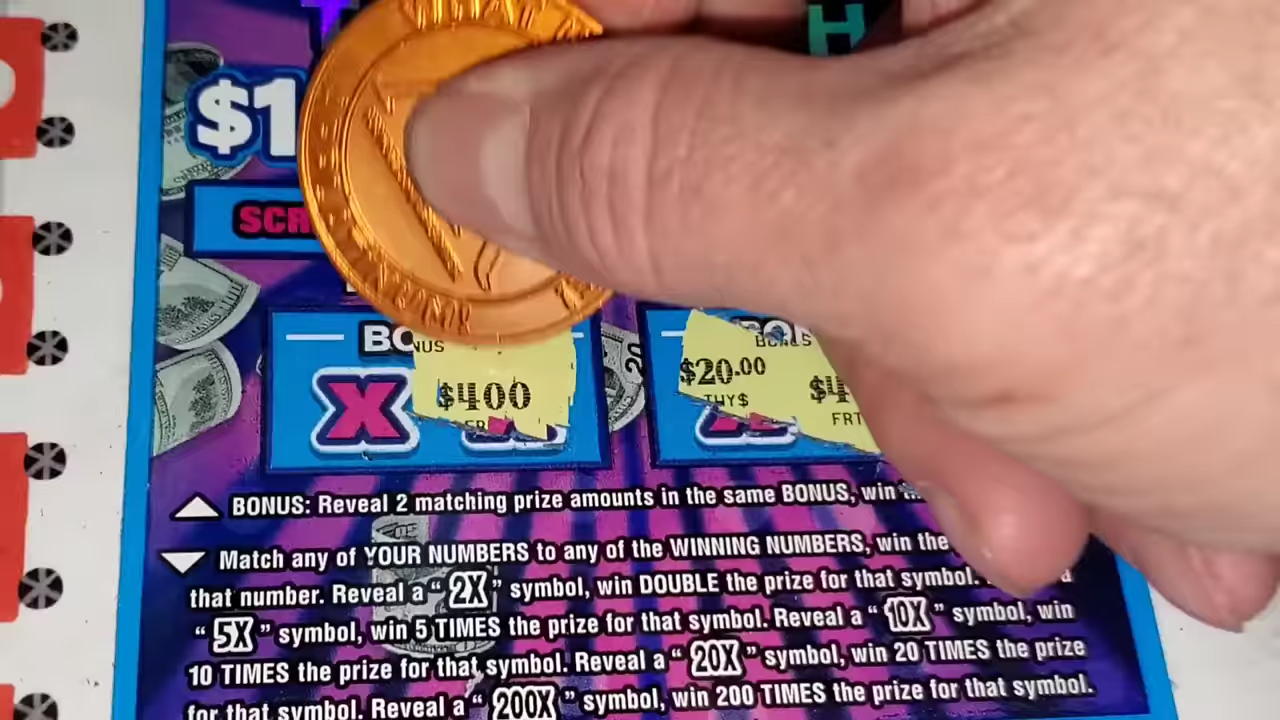 H
$1
SCR
BO
NUS
$4.00
X
BONUS
$20.00
THY$
$4
FRT
BONUS: Reveal 2 matching prize amounts in the same BONUS, win
Match any of YOUR NUMBERS to any of the WINNING NUMBERS, win the
that number. Reveal a "2X" symbol, win DOUBLE the prize for that symbol.
"5X" symbol, win 5 TIMES the prize for that symbol. Reveal a "10X" symbol, win
10 TIMES the prize for that symbol. Reveal a "20X" symbol, win 20 TIMES the prize
for that symbol. Reveal a "200X" symbol, win 200 TIMES the prize for that symbol.